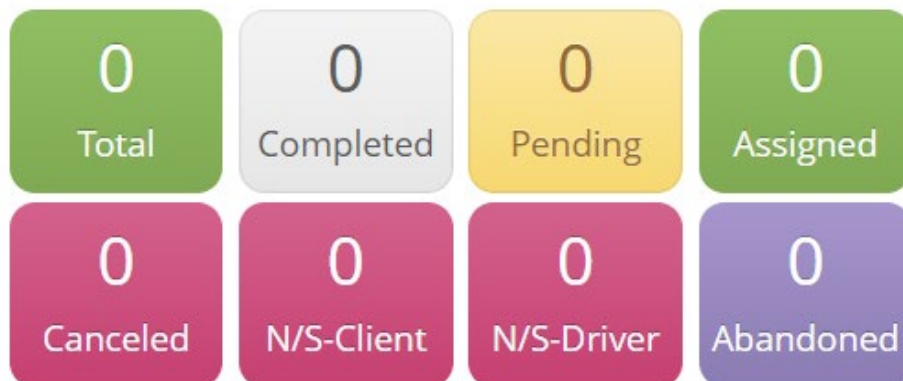 0 0 0 0
Total Completed Pending Assigned
0 0 0 0
Canceled N/S-Client N/S-Driver Abandoned